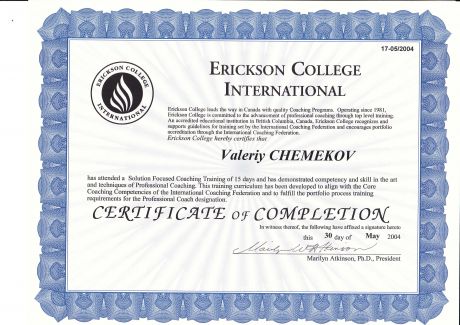 17-05/2004
ERICKSON COLLEGE
INTERNATIONAL
ERICKSON COLLEGE
INTERNATIONAL
Erickson College leads the way in Canada with quality Coaching Programs. Operating since 1981,
Erickson College is committed to the advancement of professional coaching through top level training.
An accredited educational institution in British Columbia, Canada, Erickson College recognizes and
supports guidelines for training set by the International Coaching Federation and encourages portfolio
accreditation through the International Coaching Federation.
Erickson College hereby certifies that
Valeriy CHEMEKOV
has attended a Solution Focused Coaching Training of 15 days and has demonstrated competency and skill in the art
and techniques of Professional Coaching. This training curriculum has been developed to align with the Core
Coaching Competencies of the International Coaching Federation and to fulfill the portfolio process training
requirements for the Professional Coach designation.
CERTIFICATE OF COMPLETION
In witness thereof, the following have affixed a signature hereto
this 30 day of May 2004
Marilyn Atkinson, Ph.D., President